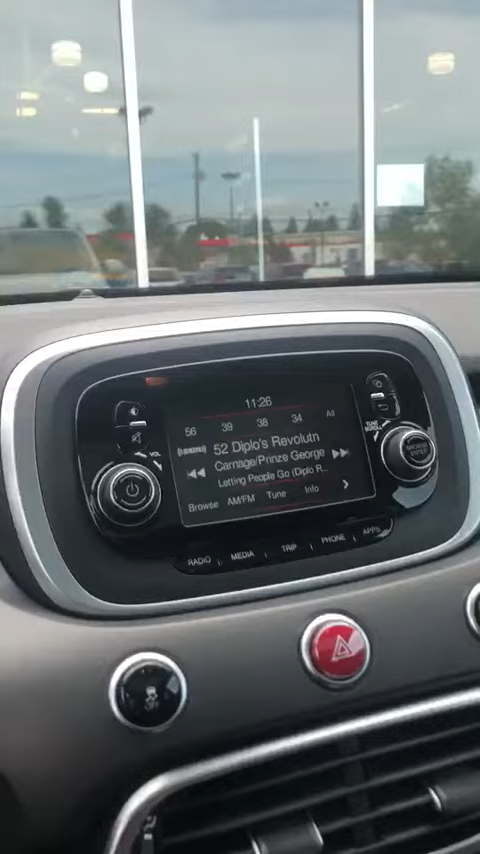 11:26
56 39 38 34 All
((SiriusXM))
52 Diplo's Revolutn
Carnage/Prinze George
Letting People Go (Diplo R...
Browse AM/FM Tune Info
VOL
TUNE
SCROLL
BROWSE
ENTER
RADIO MEDIA TRIP PHONE APPS